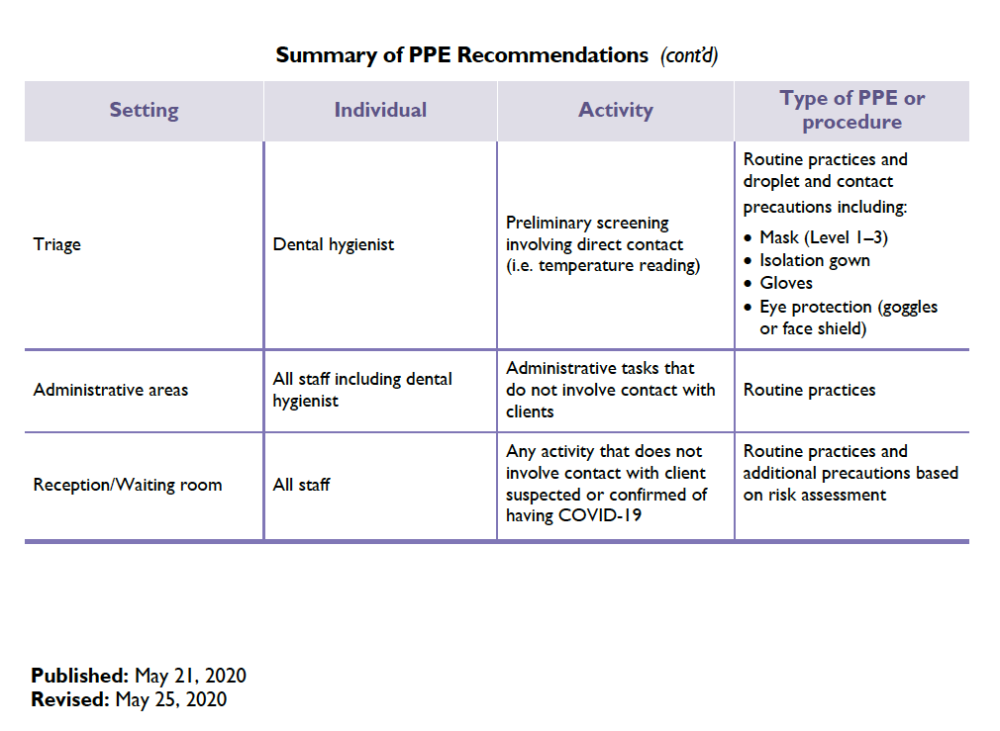 Summary of PPE Recommendations (cont’d)
Setting
Individual
Activity
Type of PPE or
procedure
Triage
Dental hygienist
Preliminary screening
involving direct contact
(i.e. temperature reading)
Routine practices and
droplet and contact
precautions including:
• Mask (Level 1–3)
• Isolation gown
• Gloves
• Eye protection (goggles
or face shield)
Administrative areas
All staff including dental
hygienist
Administrative tasks that
do not involve contact with
clients
Routine practices
Reception/Waiting room
All staff
Any activity that does not
involve contact with client
suspected or confirmed of
having COVID-19
Routine practices and
additional precautions based
on risk assessment
Published: May 21, 2020
Revised: May 25, 2020